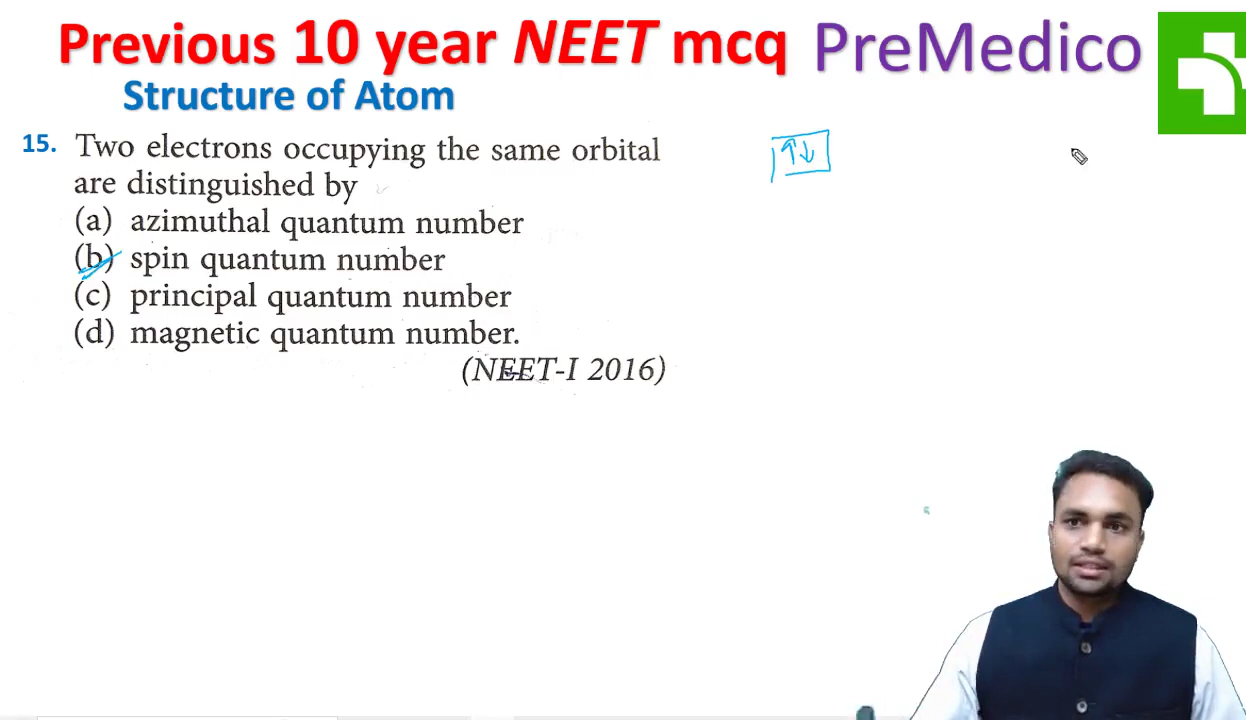 Previous 10 year NEET mcq PreMedico
Structure of Atom
15. Two electrons occupying the same orbital
are distinguished by
(a) azimuthal quantum number
(b) spin quantum number
(c) principal quantum number
(d) magnetic quantum number.
(NEET-I 2016)